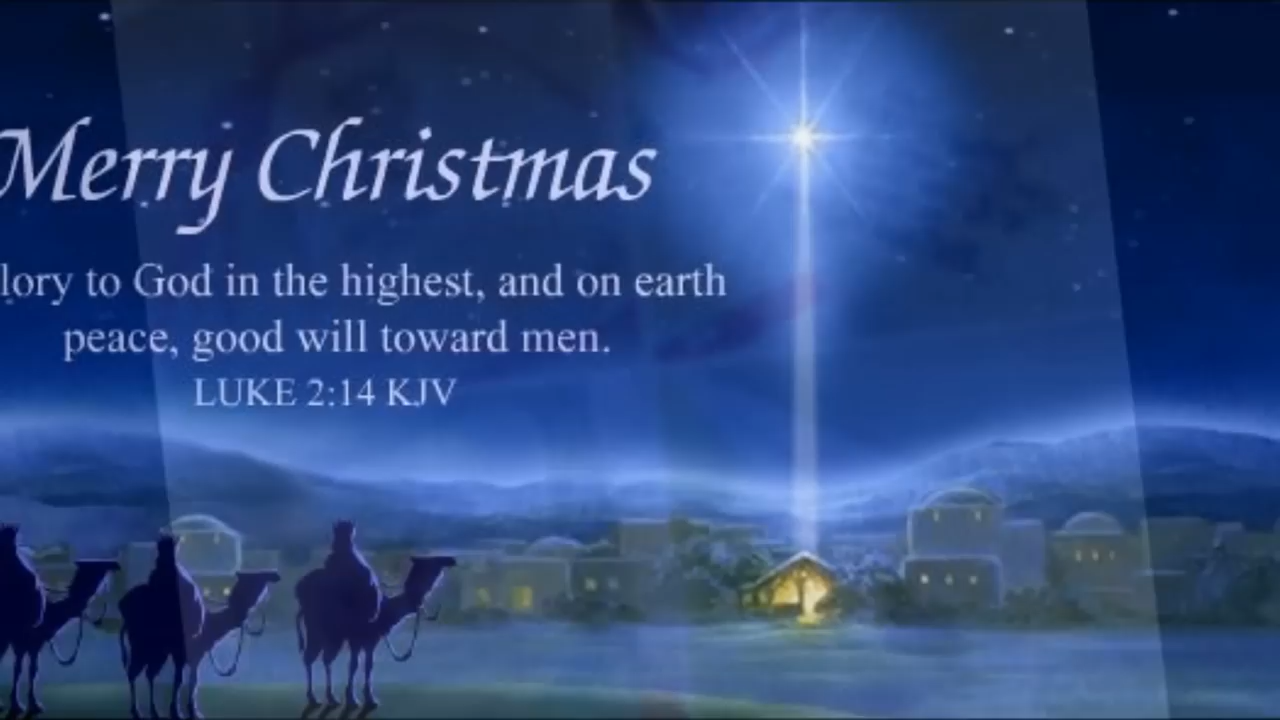 Merry Christmas
lory to God in the highest, and on earth
peace, good will toward men.
LUKE 2:14 KJV